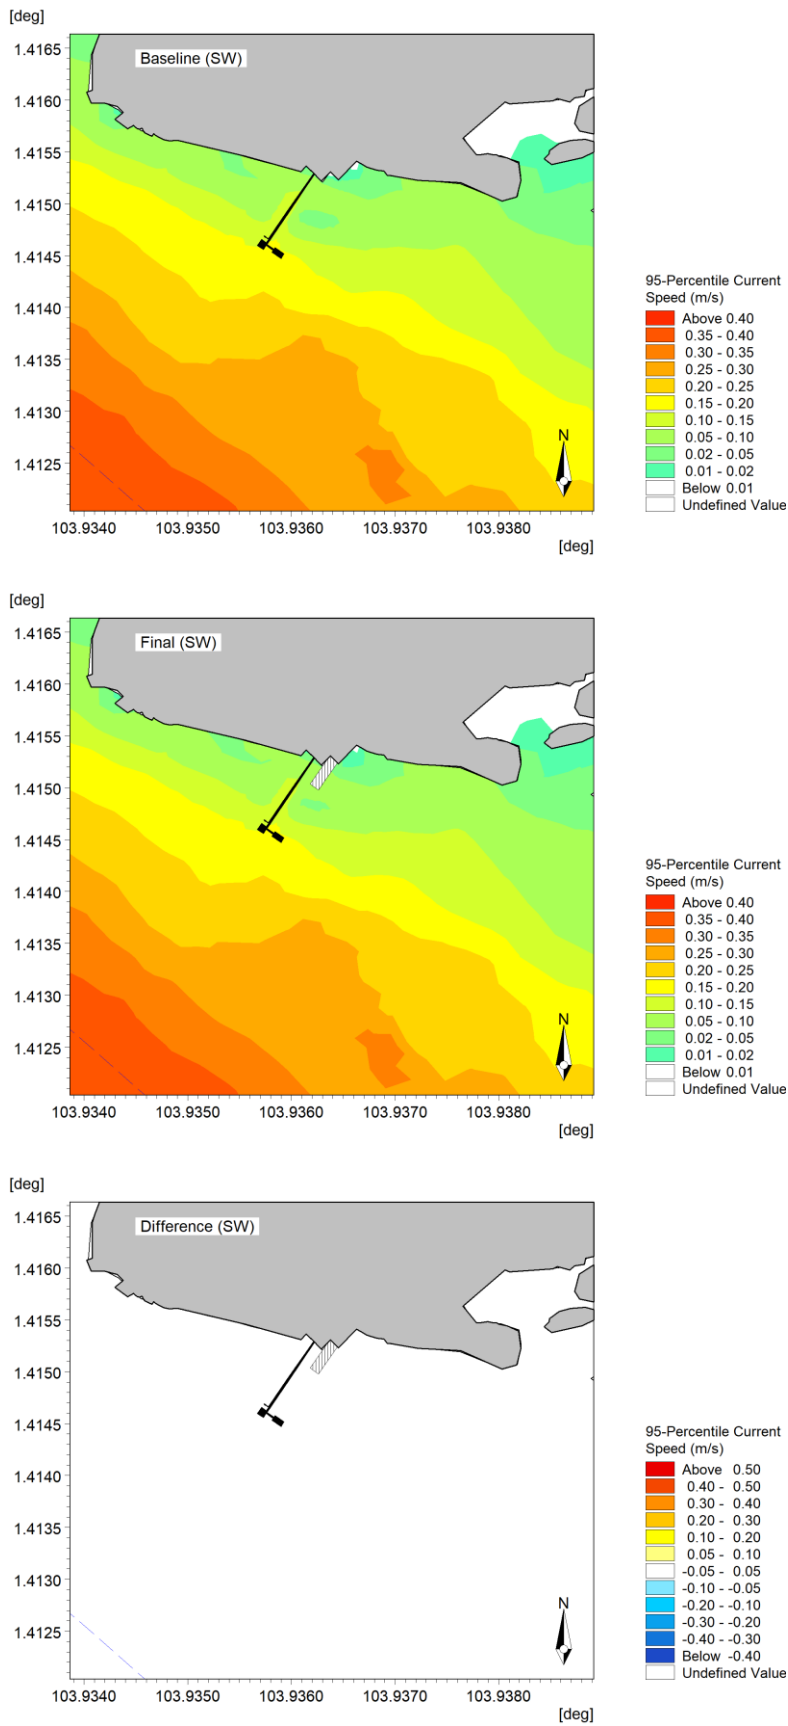 [deg]
Baseline (SW)
1.4165
1.4160
1.4155
1.4150
1.4145
1.4140
1.4135
1.4130
1.4125
N
103.9340 103.9350 103.9360 103.9370 103.9380
[deg]
95-Percentile Current
Speed (m/s)
Above 0.40
0.35 - 0.40
0.30 - 0.35
0.25 - 0.30
0.20 - 0.25
0.15 - 0.20
0.10 - 0.15
0.05 - 0.10
0.02 - 0.05
0.01 - 0.02
Below 0.01
Undefined Value
[deg]
Final (SW)
1.4165
1.4160
1.4155
1.4150
1.4145
1.4140
1.4135
1.4130
1.4125
N
103.9340 103.9350 103.9360 103.9370 103.9380
[deg]
95-Percentile Current
Speed (m/s)
Above 0.40
0.35 - 0.40
0.30 - 0.35
0.25 - 0.30
0.20 - 0.25
0.15 - 0.20
0.10 - 0.15
0.05 - 0.10
0.02 - 0.05
0.01 - 0.02
Below 0.01
Undefined Value
[deg]
Difference (SW)
1.4165
1.4160
1.4155
1.4150
1.4145
1.4140
1.4135
1.4130
1.4125
N
103.9340 103.9350 103.9360 103.9370 103.9380
[deg]
95-Percentile Current
Speed (m/s)
Above 0.50
0.40 - 0.50
0.30 - 0.40
0.20 - 0.30
0.10 - 0.20
0.05 - 0.10
-0.05 - 0.05
-0.10 - -0.05
-0.20 - -0.10
-0.30 - -0.20
-0.40 - -0.30
Below -0.40
Undefined Value